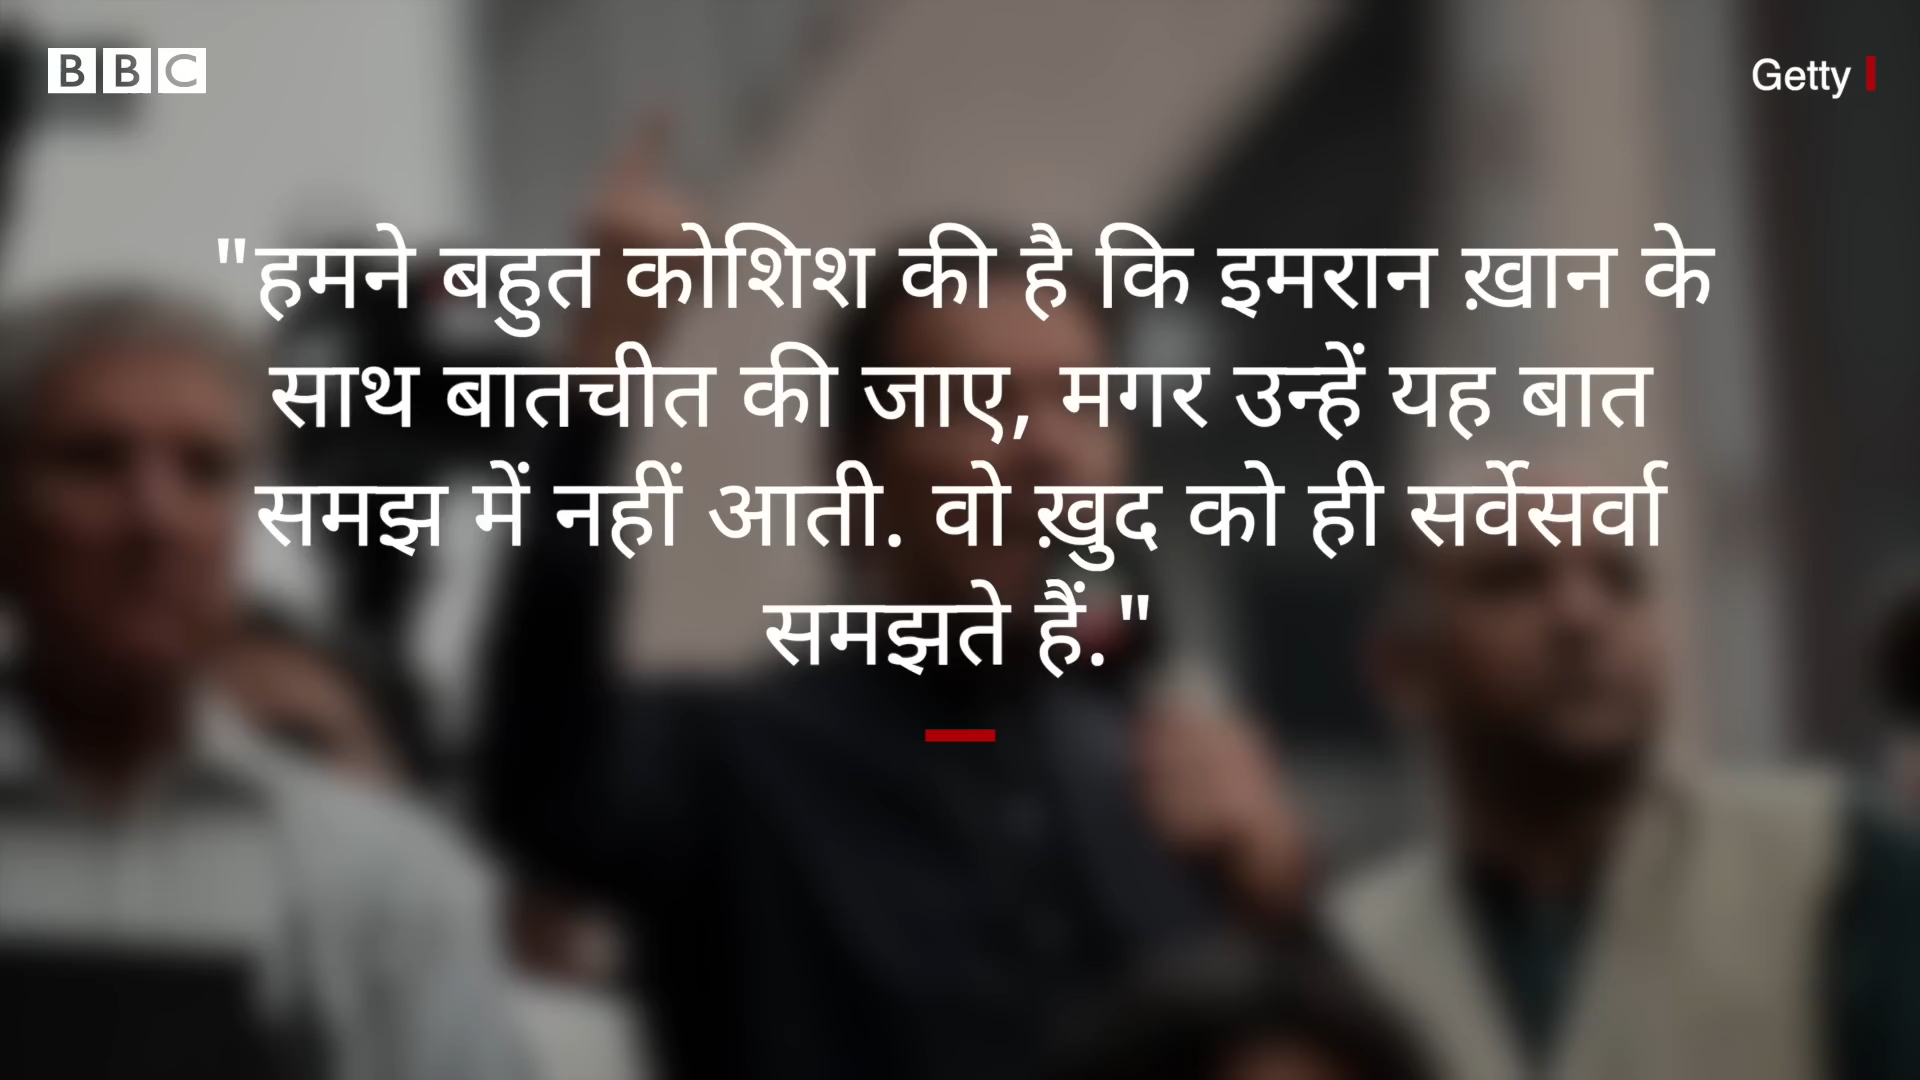 BBC
Getty
"हमने बहुत कोशिश की है कि इमरान ख़ान के
साथ बातचीत की जाए, मगर उन्हें यह बात
समझ में नहीं आती. वो ख़ुद को ही सर्वेसर्वा
समझते हैं."